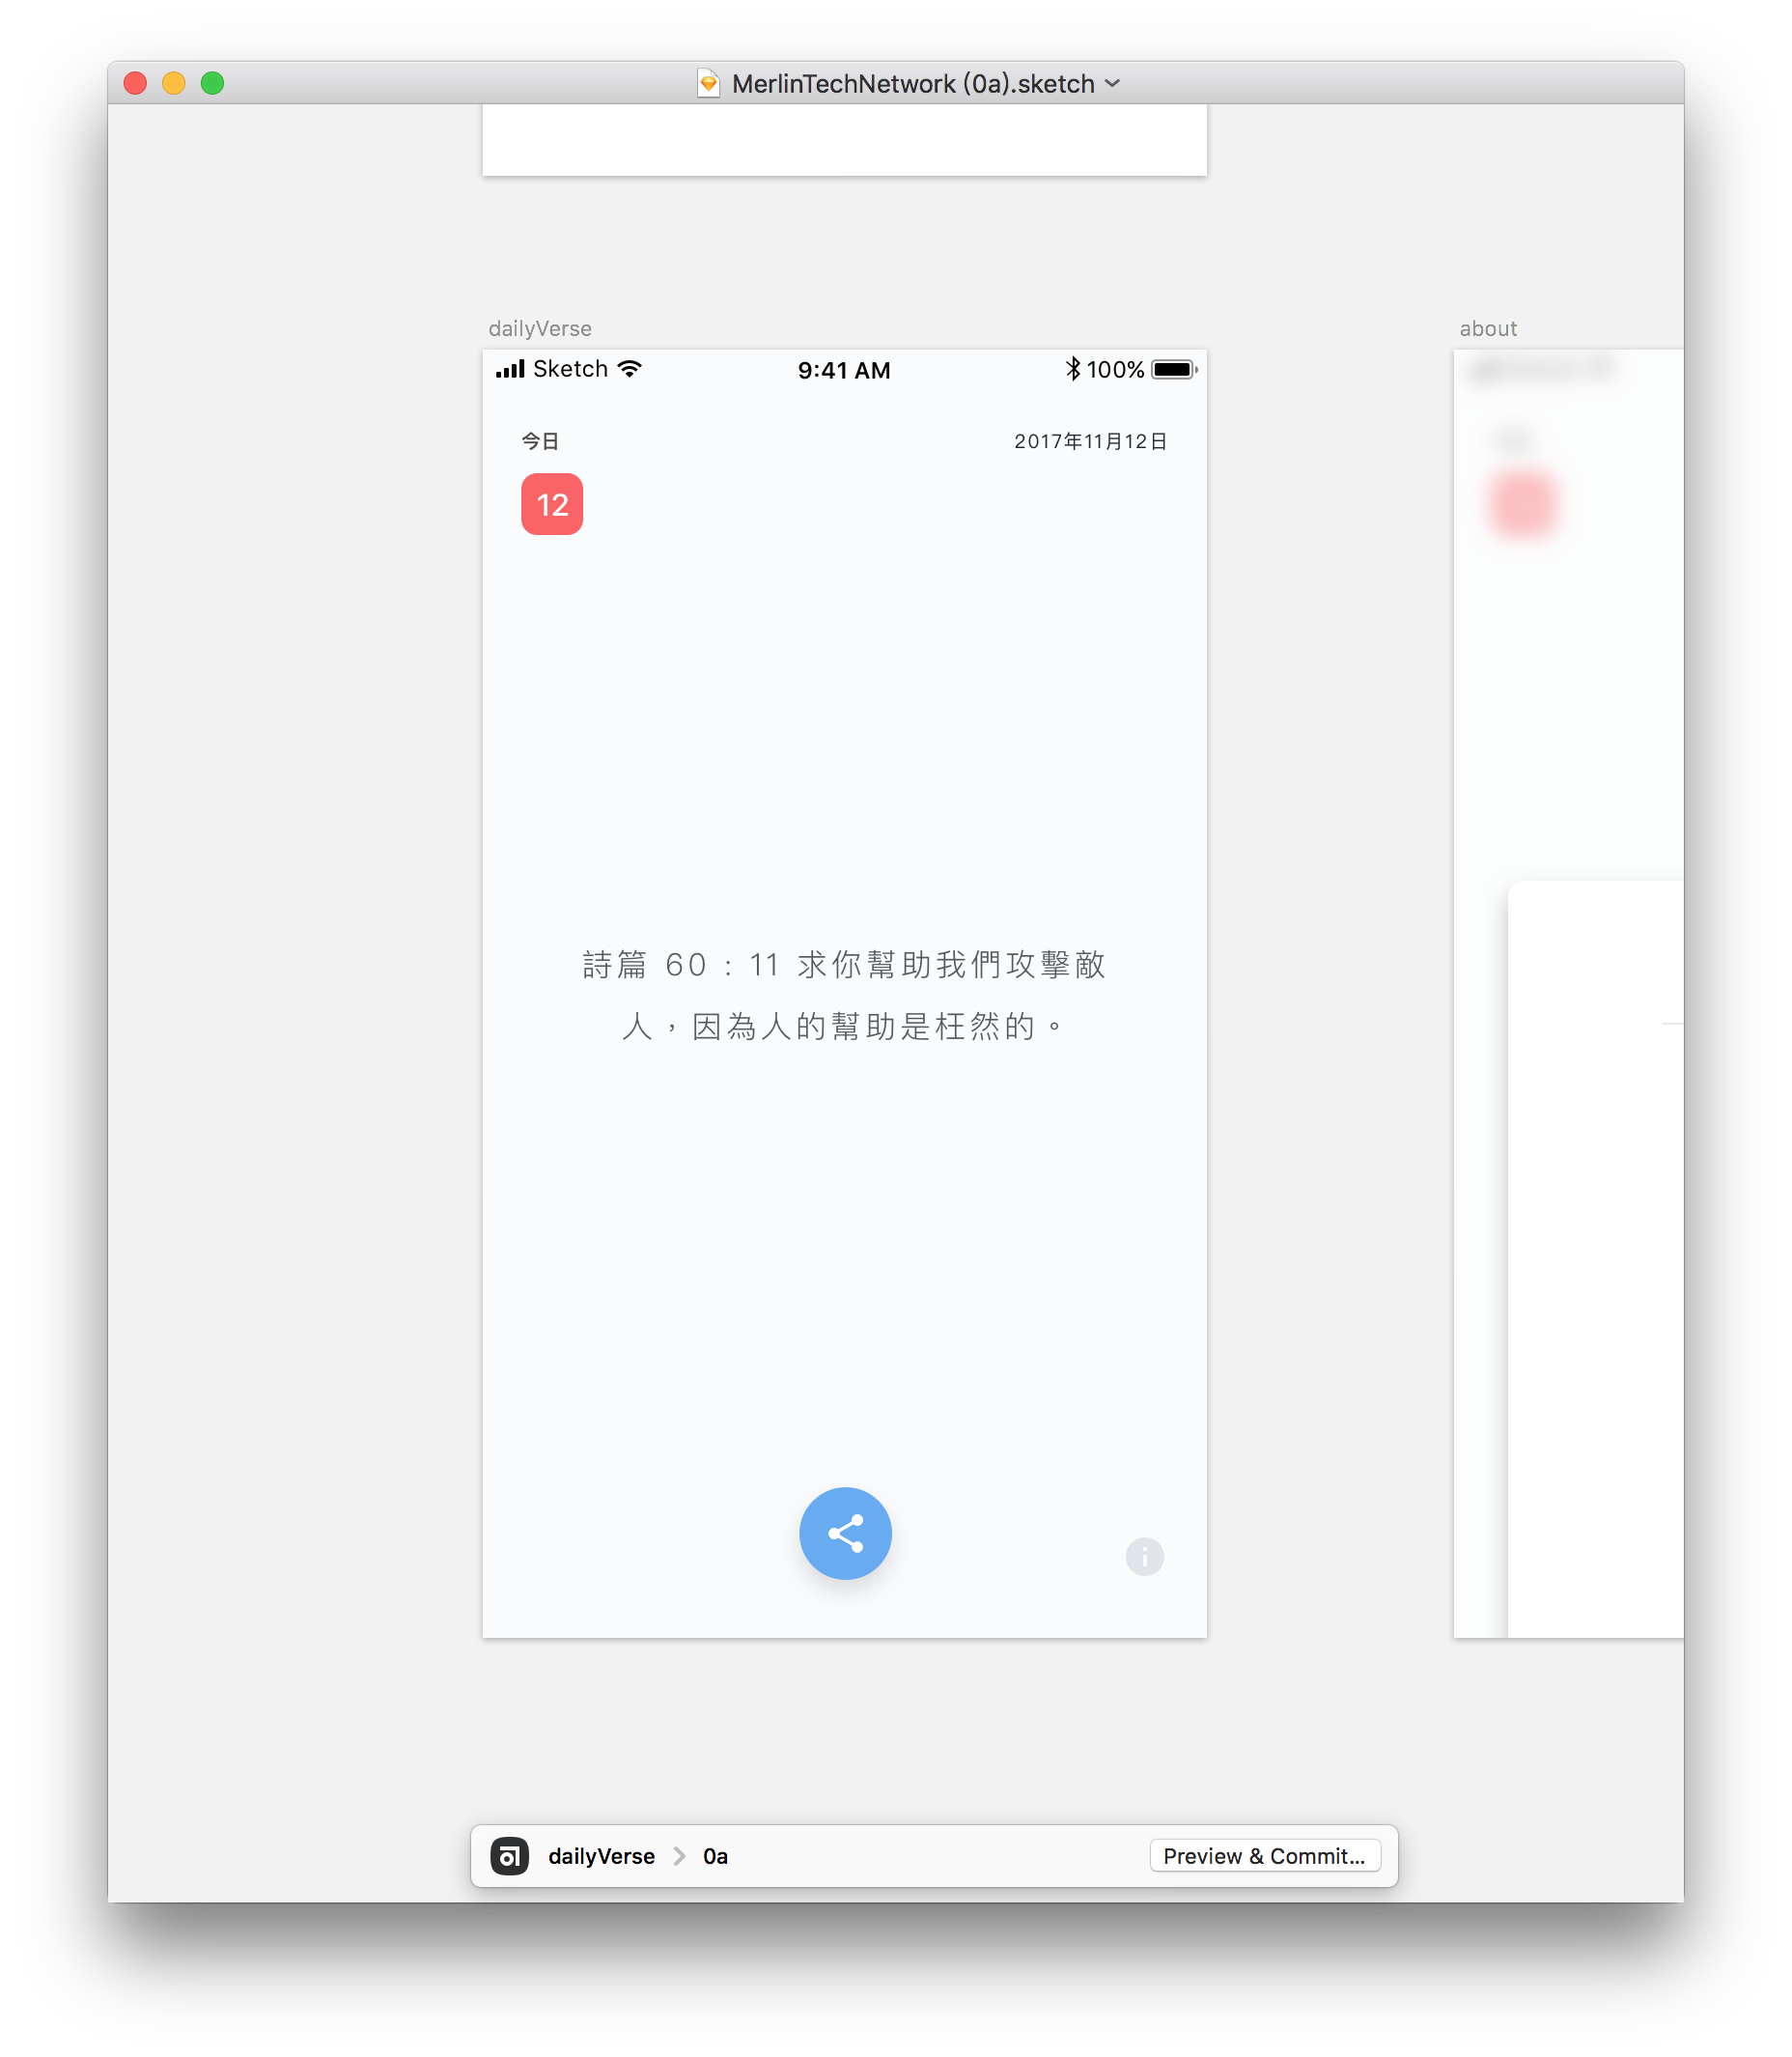 MerlinTechNetwork (0a).sketch
dailyVerse
about
Sketch 9:41 AM 100%
今日 2017年11月12日
12
詩篇 60 : 11 求你幫助我們攻擊敵
人，因為人的幫助是枉然的。
dailyVerse 0a Preview & Commit...